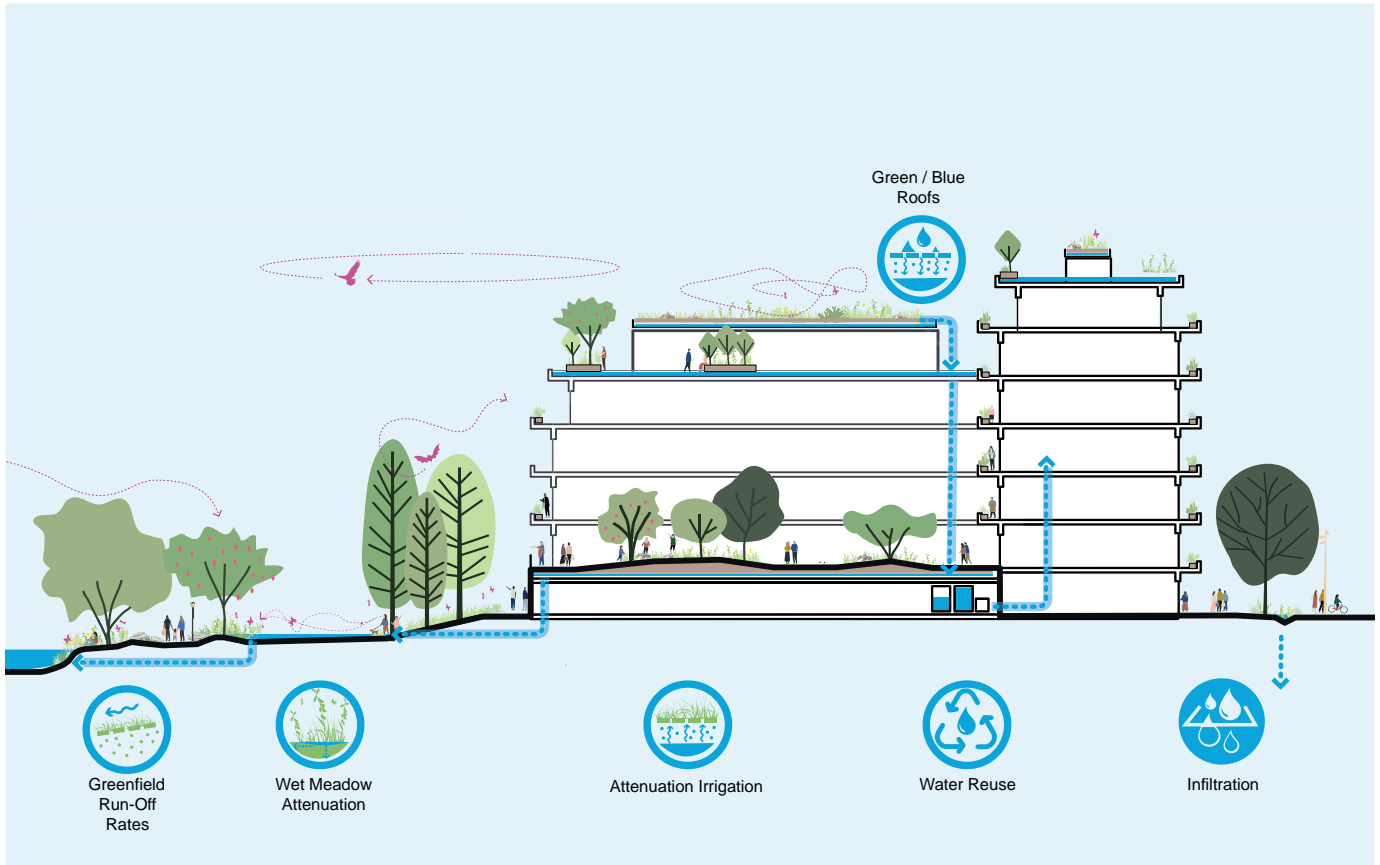 Green / Blue
Roofs
Greenfield
Run-Off
Rates
Wet Meadow
Attenuation
Attenuation Irrigation
Water Reuse
Infiltration